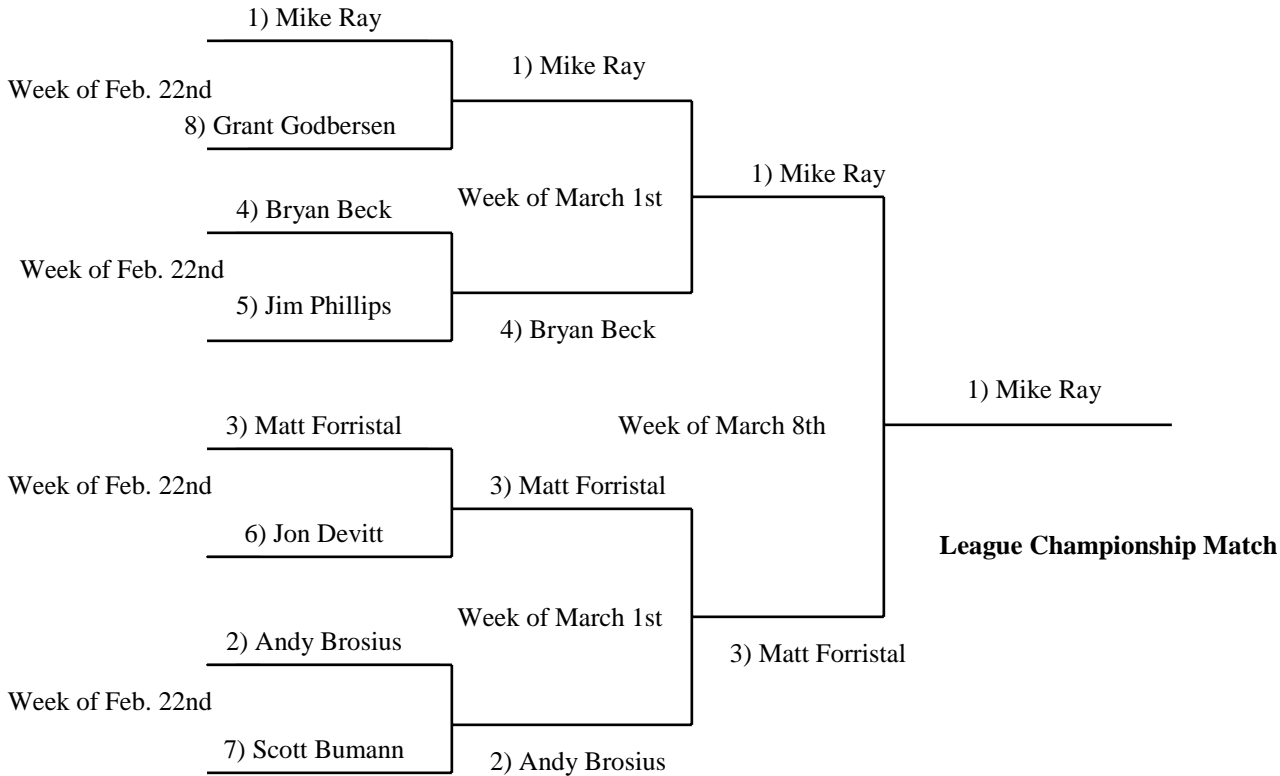 1) Mike Ray
1) Mike Ray
Week of Feb. 22nd
8) Grant Godbersen
1) Mike Ray
Week of March 1st
4) Bryan Beck
Week of Feb. 22nd
5) Jim Phillips
4) Bryan Beck
1) Mike Ray
3) Matt Forristal
Week of March 8th
Week of Feb. 22nd
3) Matt Forristal
6) Jon Devitt
League Championship Match
Week of March 1st
2) Andy Brosius
3) Matt Forristal
Week of Feb. 22nd
7) Scott Bumann
2) Andy Brosius